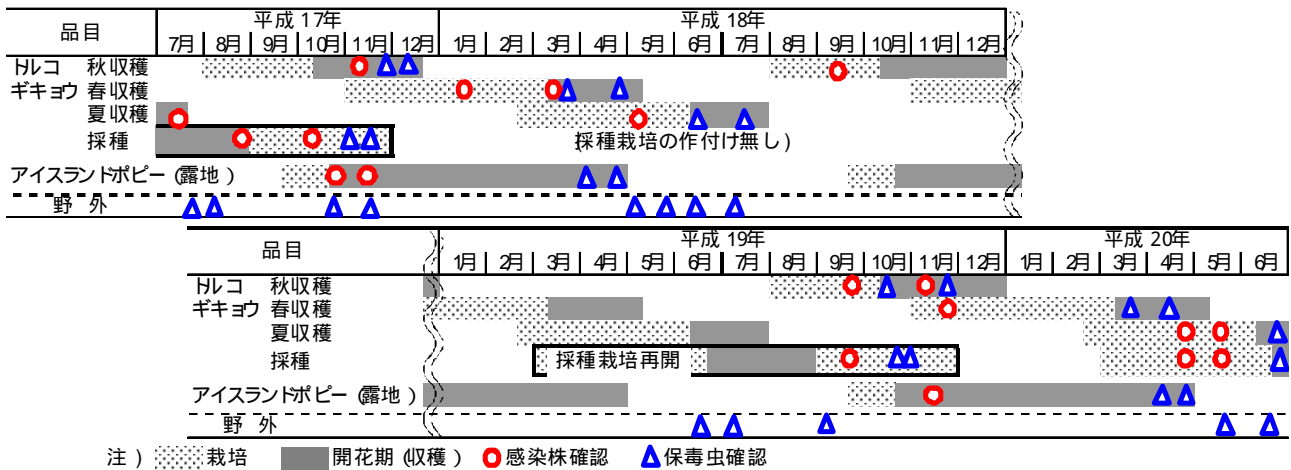 品目 平成 17年 平成 18年
7月 8月 9月 10月 11月 12月 1月 2月 3月 4月 5月 6月 7月 8月 9月 10月 11月 12月
トルコ 秋収穫
ギキョウ 春収穫
夏収穫
採種 採種栽培の作付け無し)
アイスランドポピー (露地)
野外
品目 平成 19年 平成 20年
1月 2月 3月 4月 5月 6月 7月 8月 9月 10月 11月 12月 1月 2月 3月 4月 5月 6月
トルコ 秋収穫
ギキョウ 春収穫
夏収穫
採種 採種栽培再開
アイスランドポピー (露地)
野 外
注) 栽培 開花期 (収穫) 感染株確認 保毒虫確認